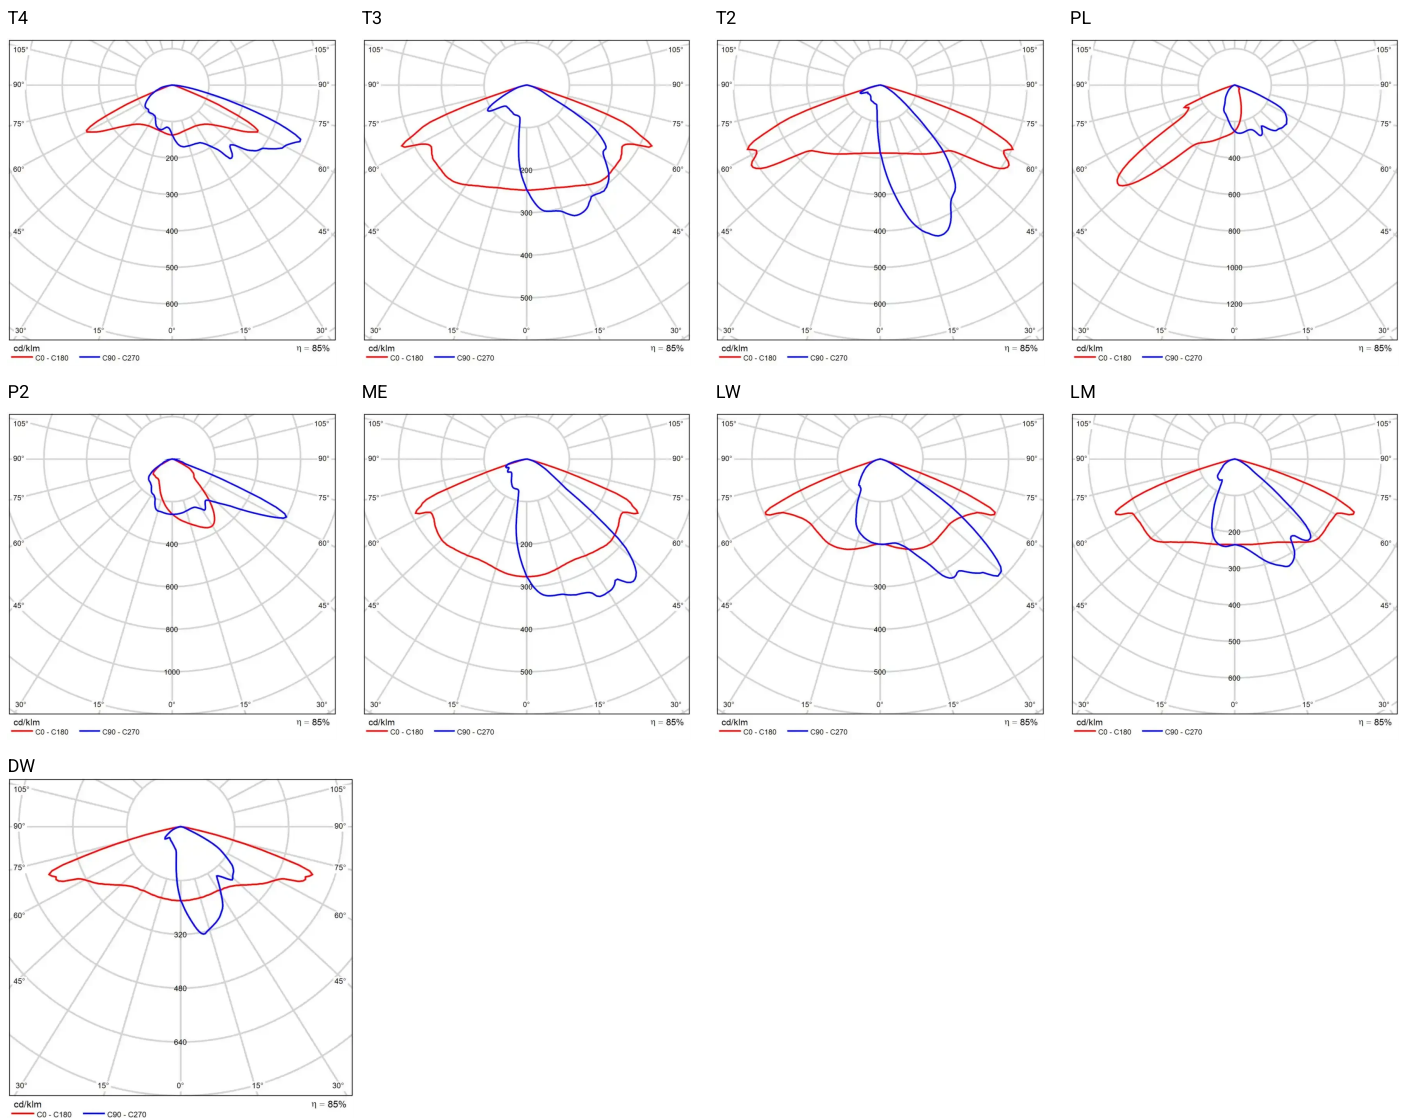 T4 T3 T2 PL
105° 105° 105° 105° 105° 105° 105° 105°
90° 90° 90° 90° 90° 90° 90° 90°
75° 75° 75° 75° 75° 75° 75° 75°
200 200 400
60° 60° 60° 60° 60° 60° 60° 60°
300 300 300 600
45° 400 45° 45° 400 45° 45° 400 45° 45° 800 45°
500 500 500 1000
600 600 1200
30° 15° 0° 15° 30° 30° 15° 0° 15° 30° 30° 15° 0° 15° 30° 30° 15° 0° 15° 30°
cd/klm η = 85% cd/klm η = 85% cd/klm η = 85% cd/klm η = 85%
C0 - C180 C90 - C270 C0 - C180 C90 - C270 C0 - C180 C90 - C270 C0 - C180 C90 - C270
P2 ME LW LM
105° 105° 105° 105° 105° 105° 105° 105°
90° 90° 90° 90° 90° 90° 90° 90°
75° 75° 75° 75° 75° 75° 75° 75°
400 200 200
60° 60° 60° 60° 60° 60° 60° 60°
600 300 300 300
45° 45° 45° 45° 45° 45° 45° 400 45°
800 400 400
1000 500 500 500
600
30° 15° 0° 15° 30° 30° 15° 0° 15° 30° 30° 15° 0° 15° 30° 30° 15° 0° 15° 30°
cd/klm η = 85% cd/klm η = 85% cd/klm η = 85% cd/klm η = 85%
C0 - C180 C90 - C270 C0 - C180 C90 - C270 C0 - C180 C90 - C270 C0 - C180 C90 - C270
DW
105° 105°
90° 90°
75° 75°
60° 60°
320
45° 45°
480
640
30° 15° 0° 15° 30°
cd/klm η = 85%
C0 - C180 C90 - C270